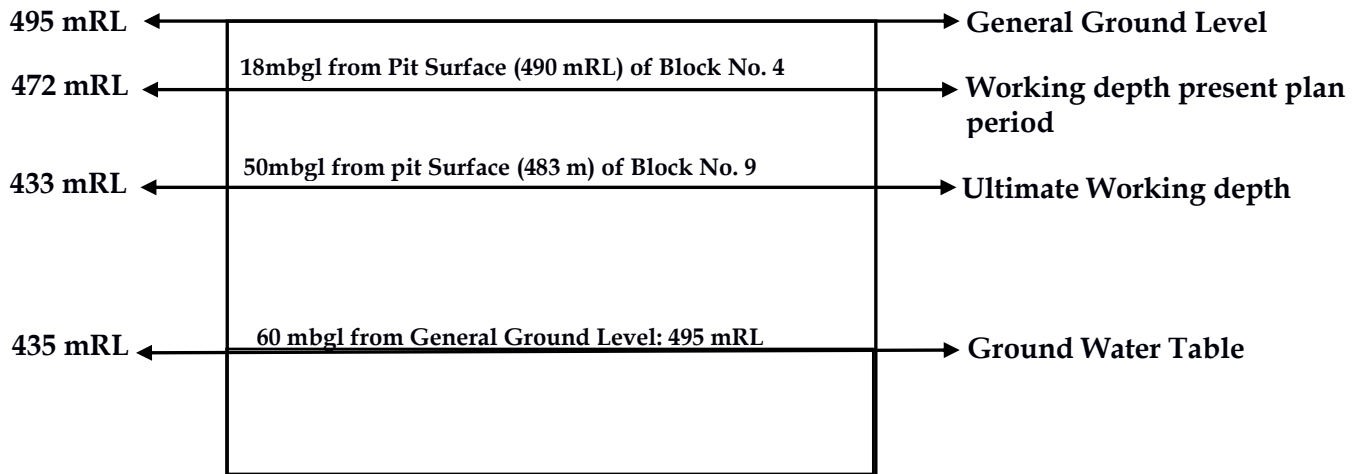 495 mRL
General Ground Level
18mbgl from Pit Surface (490 mRL) of Block No. 4
472 mRL
Working depth present plan
period
50mbgl from pit Surface (483 m) of Block No. 9
433 mRL
Ultimate Working depth
60 mbgl from General Ground Level: 495 mRL
435 mRL
Ground Water Table